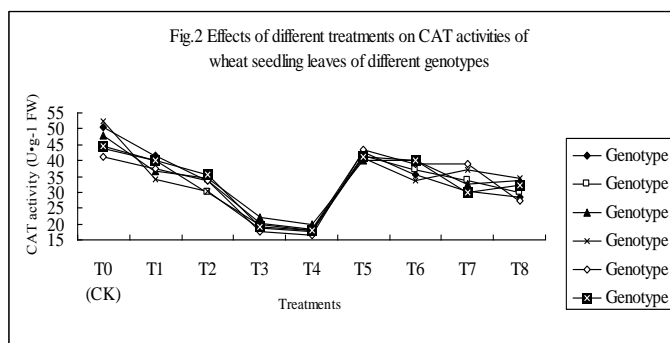 Fig.2 Effects of different treatments on CAT activities of
wheat seedling leaves of different genotypes
CAT activity (U•g-1 FW)
55
50
45
40
35
30
25
20
15
T0 T1 T2 T3 T4 T5 T6 T7 T8
(CK)
Treatments
Genotype
Genotype
Genotype
Genotype
Genotype
Genotype